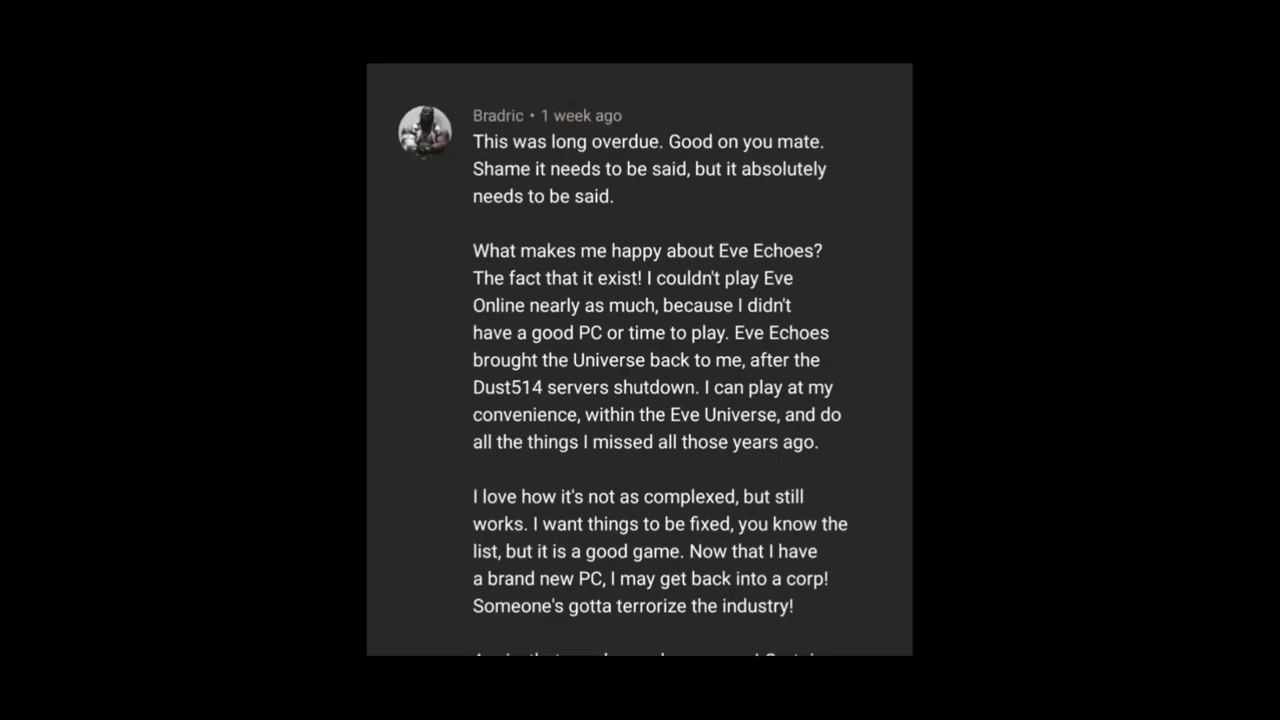 Bradric • 1 week ago
This was long overdue. Good on you mate.
Shame it needs to be said, but it absolutely
needs to be said.
What makes me happy about Eve Echoes?
The fact that it exist! I couldn't play Eve
Online nearly as much, because I didn't
have a good PC or time to play. Eve Echoes
brought the Universe back to me, after the
Dust514 servers shutdown. I can play at my
convenience, within the Eve Universe, and do
all the things I missed all those years ago.
I love how it's not as complexed, but still
works. I want things to be fixed, you know the
list, but it is a good game. Now that I have
a brand new PC, I may get back into a corp!
Someone's gotta terrorize the industry!